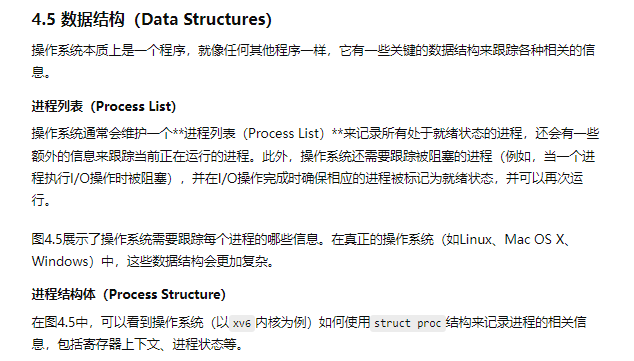 4.5 数据结构（Data Structures）
操作系统本质上是一个程序，就像任何其他程序一样，它有一些关键的数据结构来跟踪各种相关的信
息。
进程列表（Process List）
操作系统通常会维护一个**进程列表（Process List）**来记录所有处于就绪状态的进程，还会有一些
额外的信息来跟踪当前正在运行的进程。此外，操作系统还需要跟踪被阻塞的进程（例如，当一个进
程执行I/O操作时被阻塞），并在I/O操作完成时确保相应的进程被标记为就绪状态，并可以再次运
行。
图4.5展示了操作系统需要跟踪每个进程的哪些信息。在真正的操作系统（如Linux、Mac OS X、
Windows）中，这些数据结构会更加复杂。
进程结构体（Process Structure）
在图4.5中，可以看到操作系统（以 xv6 内核为例）如何使用 struct proc 结构来记录进程的相关信
息，包括寄存器上下文、进程状态等。